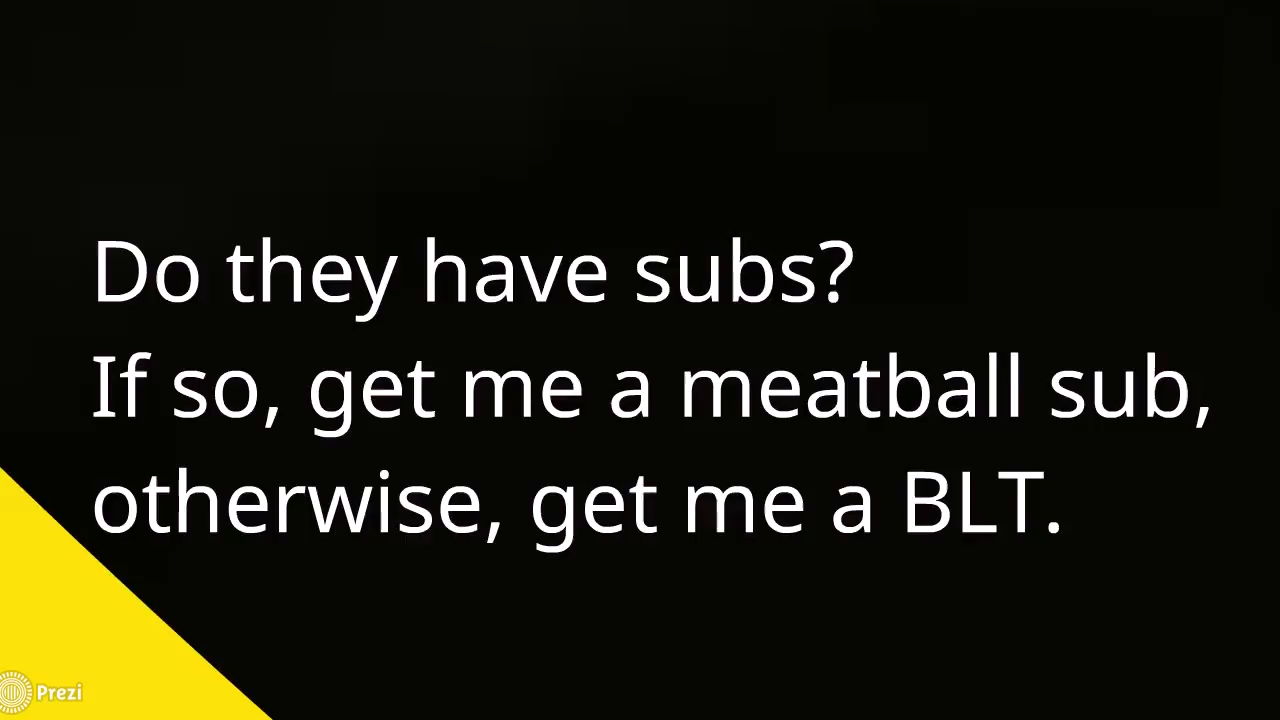 Do they have subs?
If so, get me a meatball sub,
otherwise, get me a BLT.
Prezi